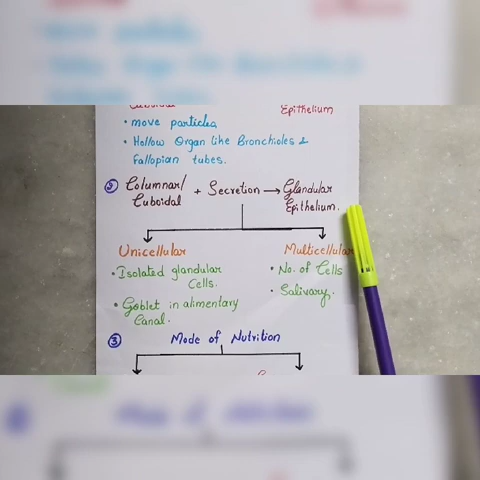 Epithelium
• move particles
• Hollow Organ like Bronchioles &
Fallopian tubes.
Columnar/
Cuboidal + Secretion → Glandular
Epithelium.
Unicellular
• Isolated glandular
Cells.
• Goblet in alimentary
Canal.
Multicellular
• No. of Cells
• Salivary.
③ Mode of Nutrition